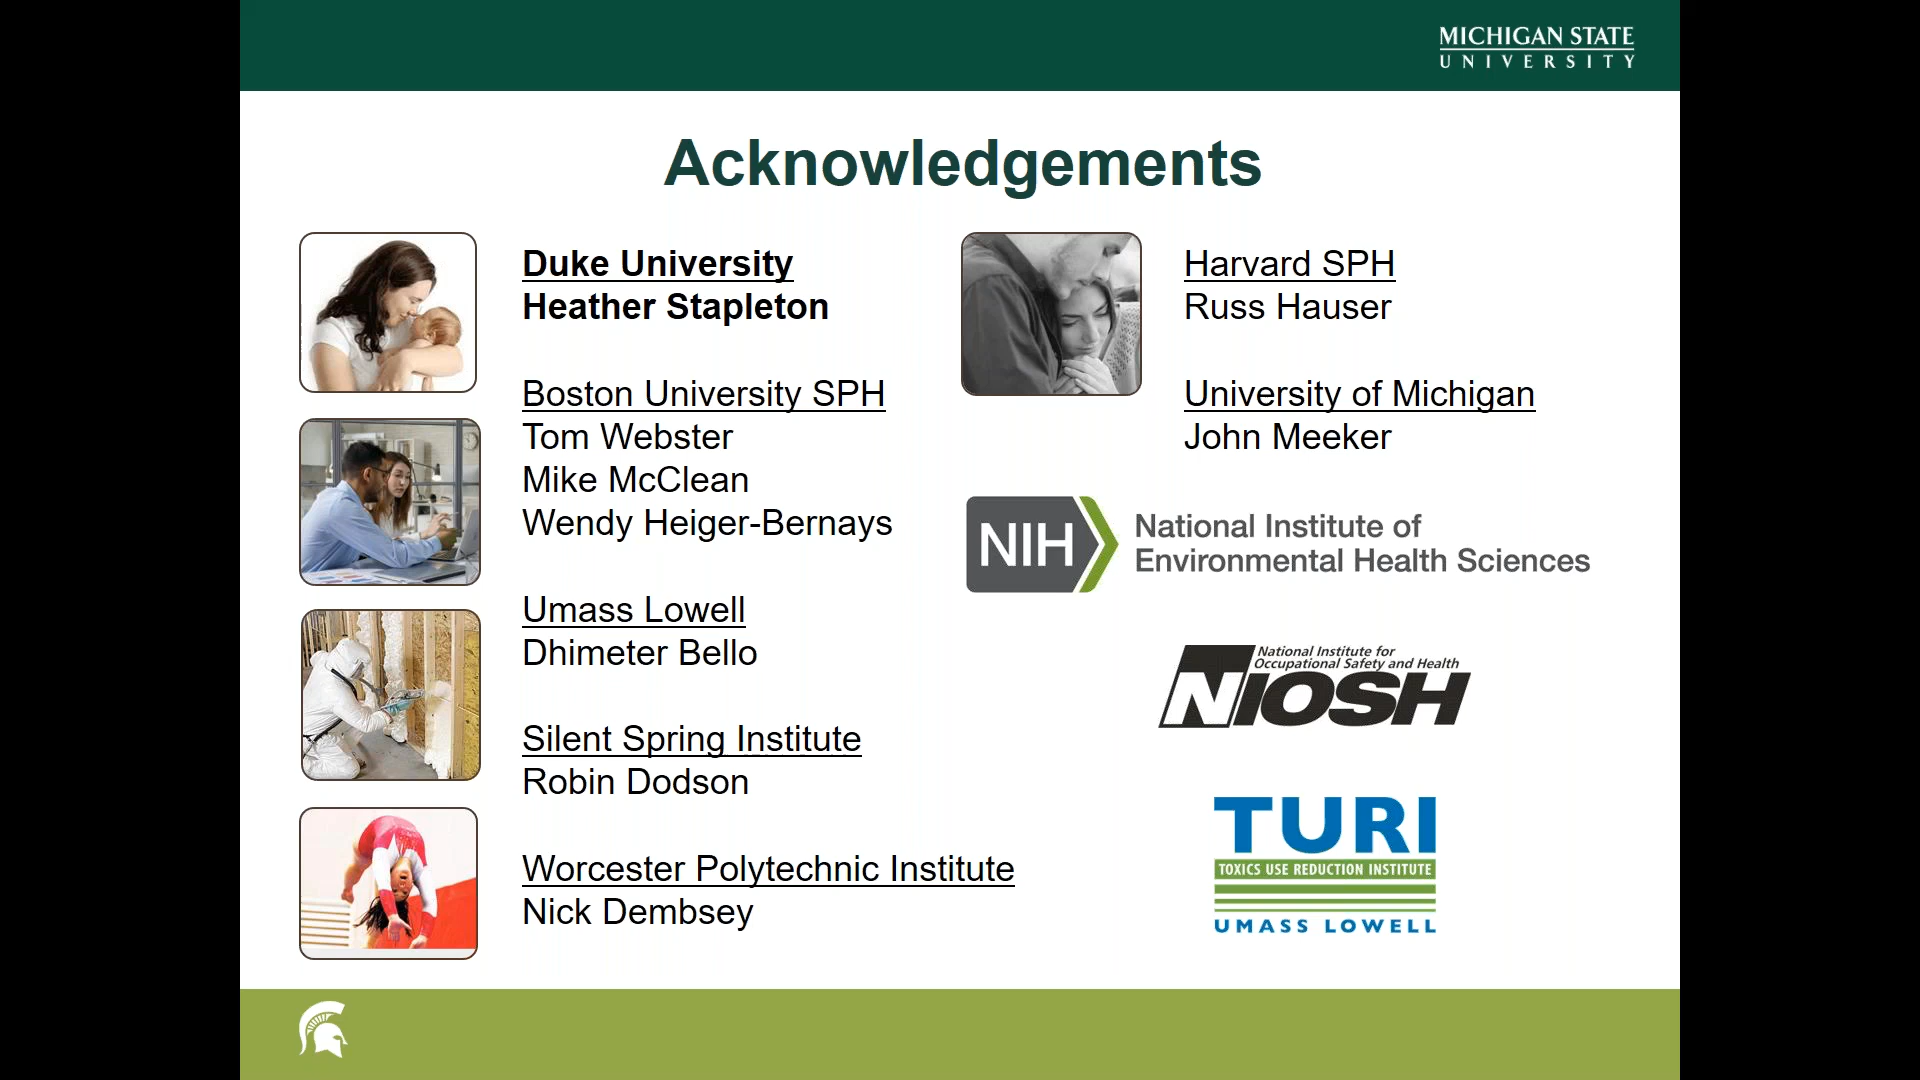 MICHIGAN STATE
UNIVERSITY
Acknowledgements
Duke University
Heather Stapleton
Boston University SPH
Tom Webster
Mike McClean
Wendy Heiger-Bernays
Umass Lowell
Dhimeter Bello
Silent Spring Institute
Robin Dodson
Worcester Polytechnic Institute
Nick Dembsey
Harvard SPH
Russ Hauser
University of Michigan
John Meeker
NIH
National Institute of
Environmental Health Sciences
National Institute for
Occupational Safety and Health
NIOSH
TURI
TOXICS USE REDUCTION INSTITUTE
UMASS LOWELL